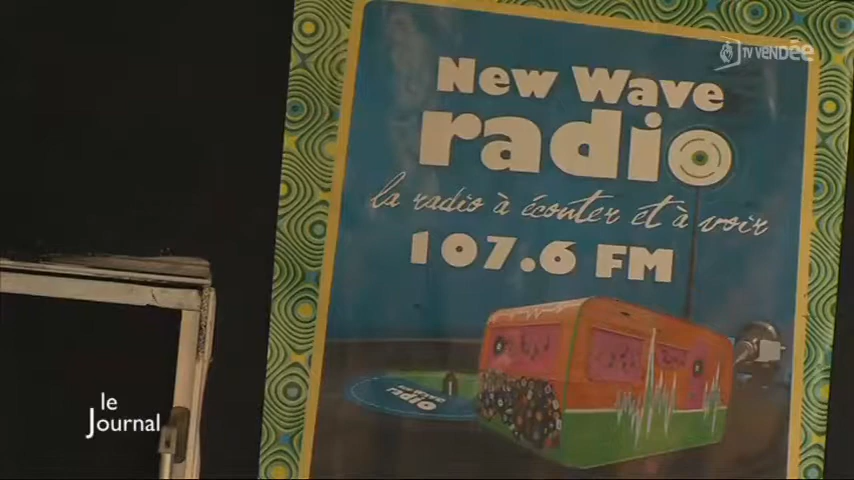 TV VENDÉE
New Wave
radio
la radio à écouter et à voir
107.6 FM
New Wave
radio
le
Journal